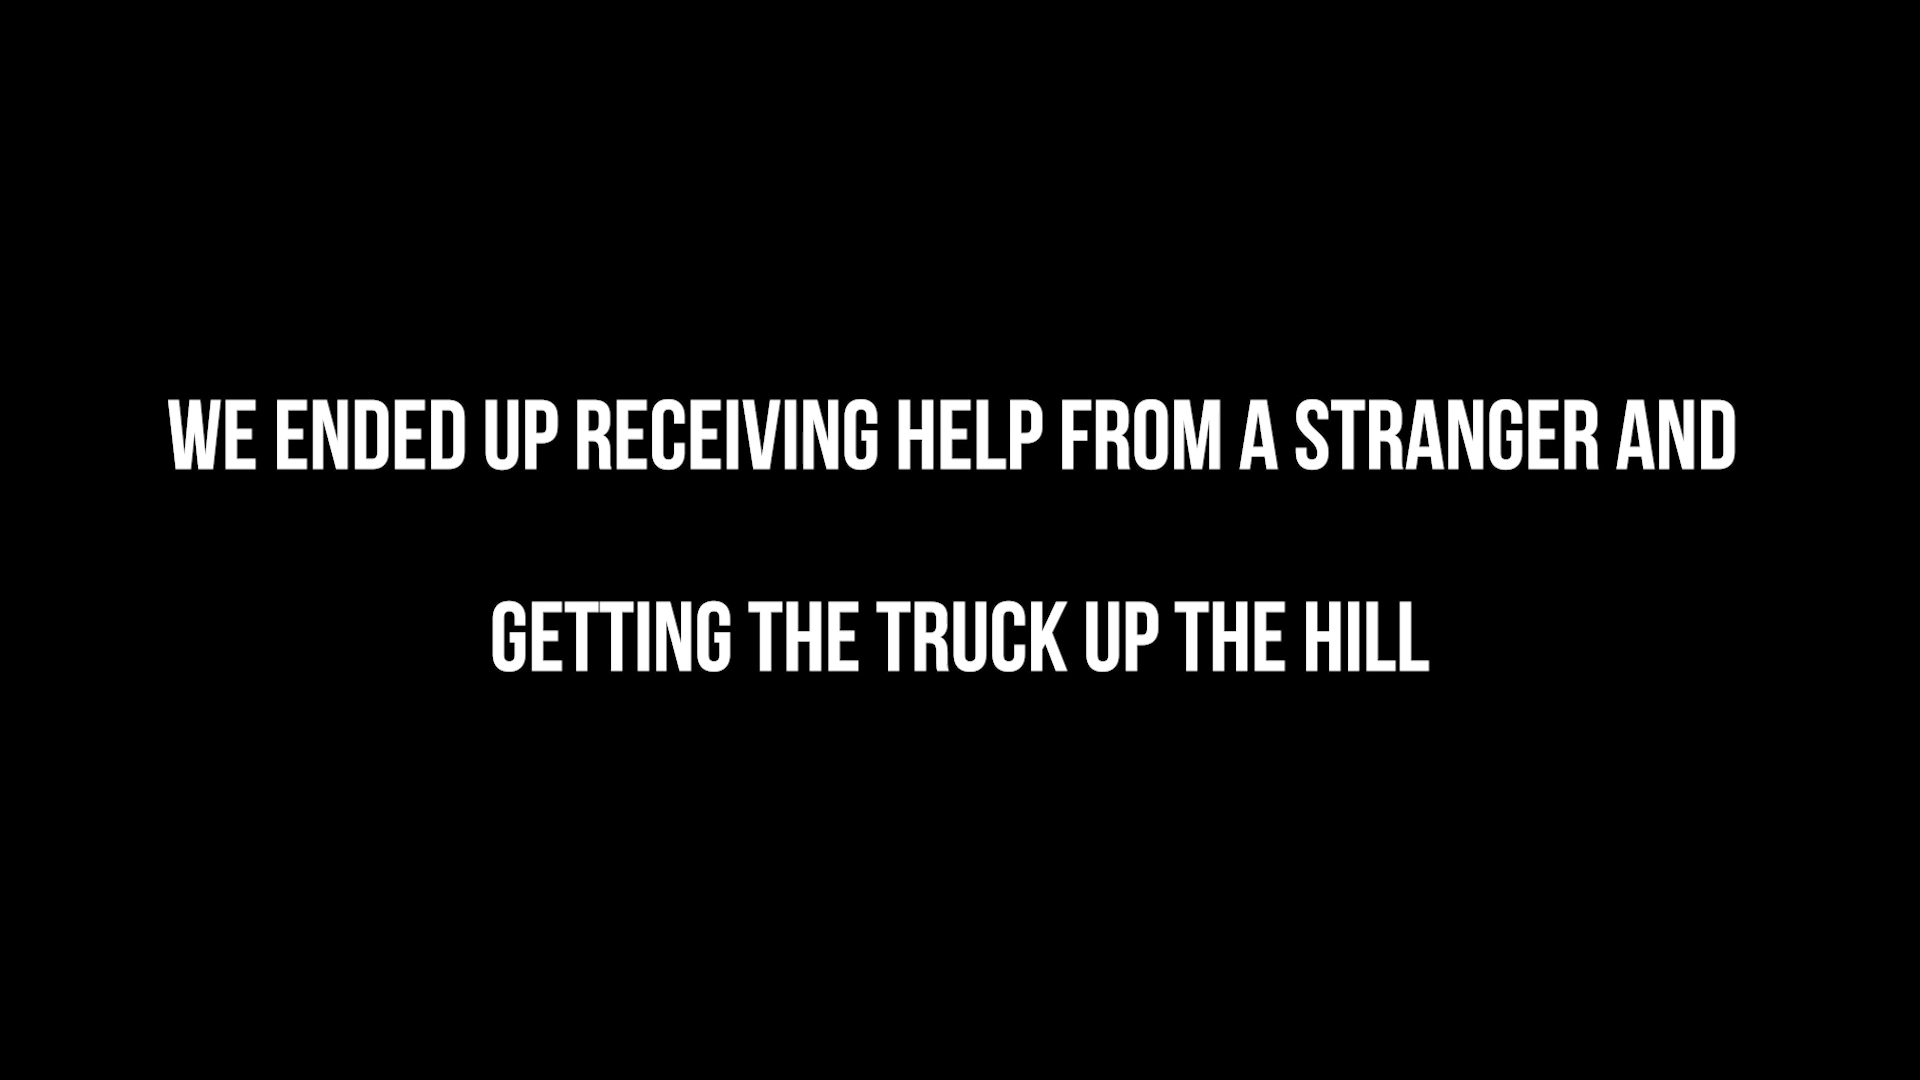 WE ENDED UP RECEIVING HELP FROM A STRANGER AND
GETTING THE TRUCK UP THE HILL